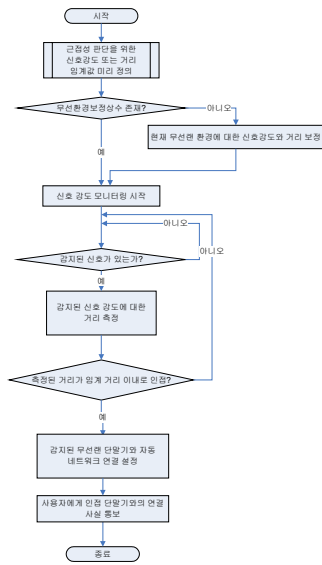 시작
근접성 판단을 위한
신호강도 또는 거리
임계값 미리 정의
무선환경보정상수 존재?
아니오
현재 무선랜 환경에 대한 신호강도와 거리 보정
예
신호 강도 모니터링 시작
아니오
아니오
감지된 신호가 있는가?
예
감지된 신호 강도에 대한
거리 측정
측정된 거리가 임계 거리 이내로 인접?
예
감지된 무선랜 단말기와 자동
네트워크 연결 설정
사용자에게 인접 단말기와의 연결
사실 통보
종료